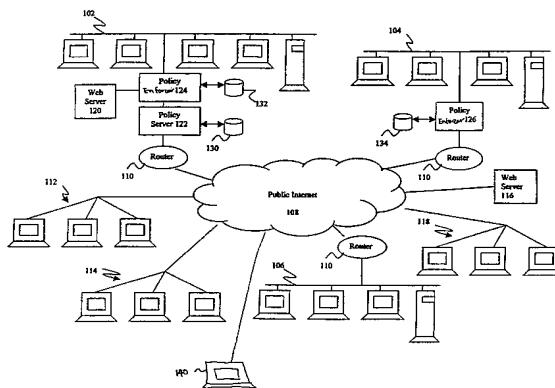 102
104
Web
Server
120
Policy
Enforcer 124
132
Policy
Server 122
130
Policy
Enforcer 126
134
Router
110
Router
110
Public Internet
108
Web
Server
116
112
118
Router
110
114
106
140